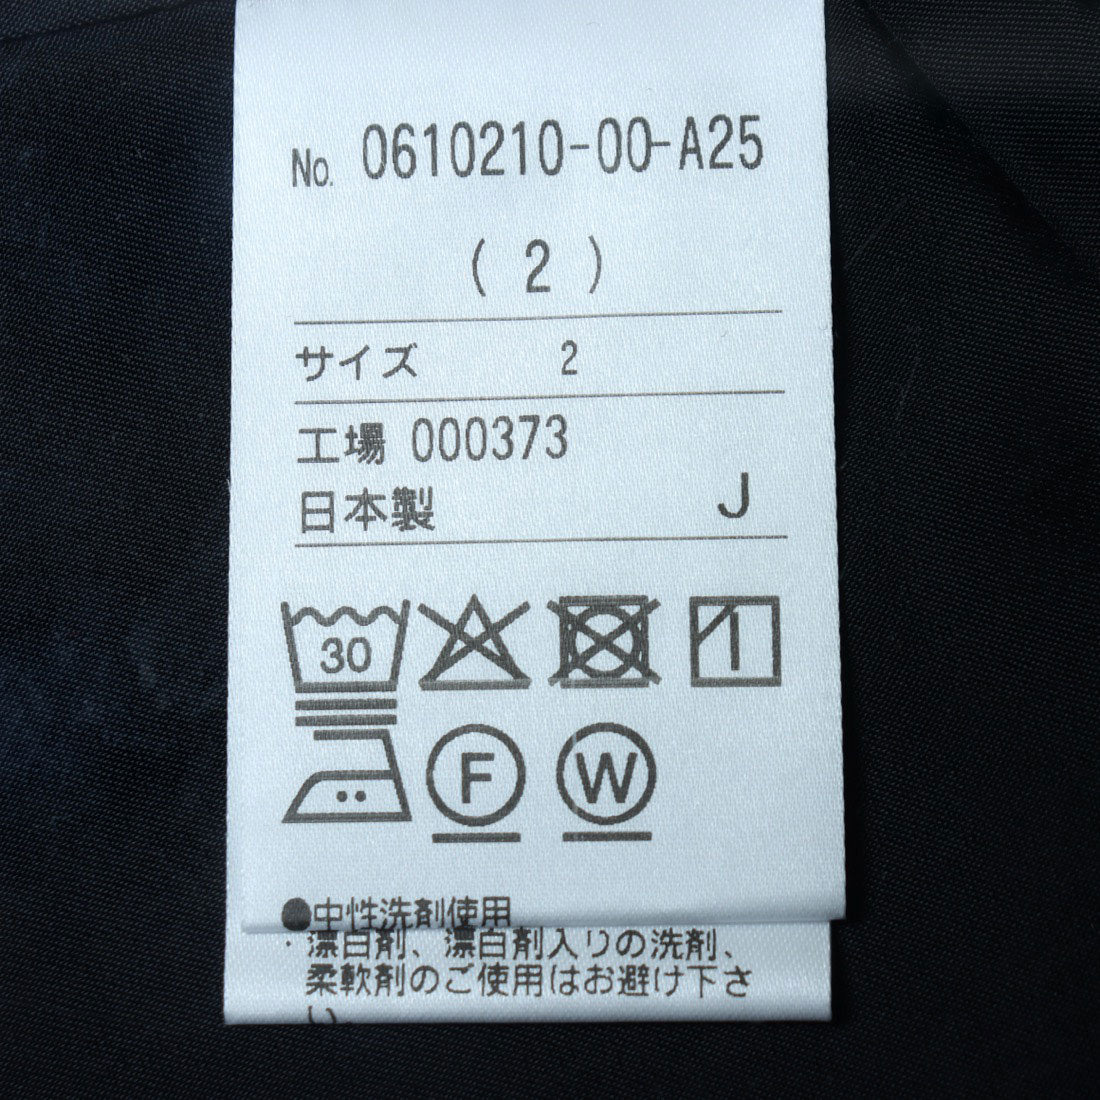 No. 0610210-00-A25
( 2 )
サイズ 2
工場 000373
日本製 J
30
F W
●中性洗剤使用
・漂白剤、漂白剤入りの洗剤、
柔軟剤のご使用はお避け下さ
い